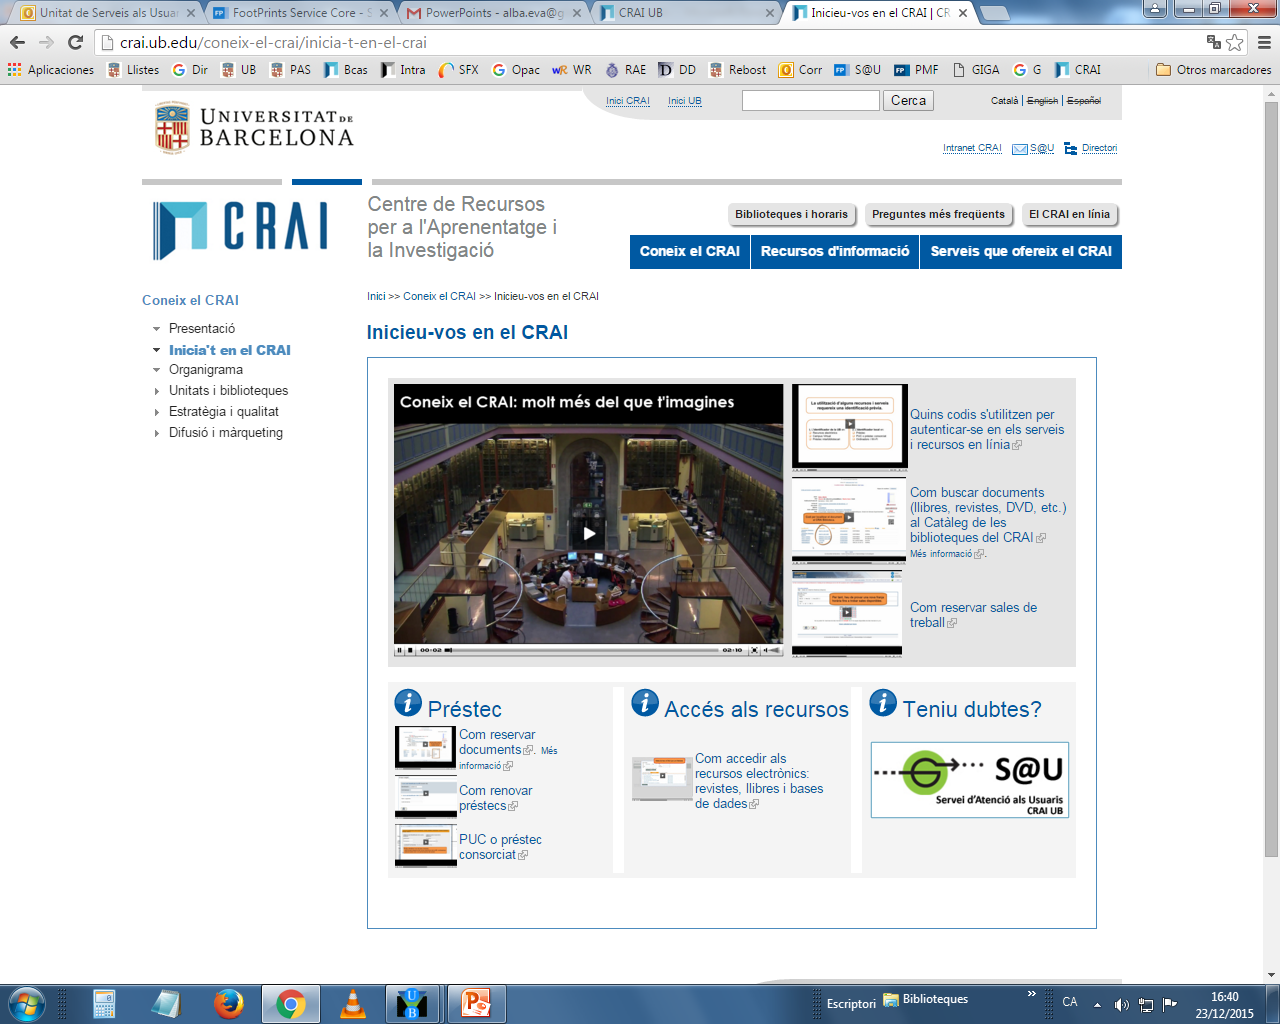 Unitat de Serveis als Usuar
FootPrints Service Core - S
PowerPoints - alba.eva@g
CRAI UB
Inicieu-vos en el CRAI | CR
crai.ub.edu/coneix-el-crai/inicia-t-en-el-crai
Aplicaciones
Llistes
Dir
UB
PAS
Bcas
Intra
SFX
Opac
WR
RAE
DD
Rebost
Corr
S@U
PMF
GIGA
G
CRAI
Otros marcadores
UNIVERSITAT DE
BARCELONA
Inici CRAI
Inici UB
Cerca
Català | English | Español
Intranet CRAI
S@U
Directori
CRAI
Centre de Recursos
per a l'Aprenentatge i
la Investigació
Biblioteques i horaris
Preguntes més freqüents
El CRAI en línia
Coneix el CRAI
Recursos d'informació
Serveis que ofereix el CRAI
Coneix el CRAI
Presentació
Inicia't en el CRAI
Organigrama
Unitats i biblioteques
Estratègia i qualitat
Difusió i màrqueting
Inici >> Coneix el CRAI >> Inicieu-vos en el CRAI
Inicieu-vos en el CRAI
Coneix el CRAI: molt més del que t'imagines
00:02
02:10
Quins codis s'utilitzen per
autenticar-se en els serveis
i recursos en línia
Com buscar documents
(llibres, revistes, DVD, etc.)
al Catàleg de les
biblioteques del CRAI
Més informació.
Com reservar sales de
treball
Préstec
Com reservar
documents. Més
informació
Com renovar
préstecs
PUC o préstec
consorciat
Accés als recursos
Com accedir als
recursos electrònics:
revistes, llibres i bases
de dades
Teniu dubtes?
S@U
Servei d'Atenció als Usuaris
CRAI UB
Escriptori
Biblioteques
CA
16:40
23/12/2015